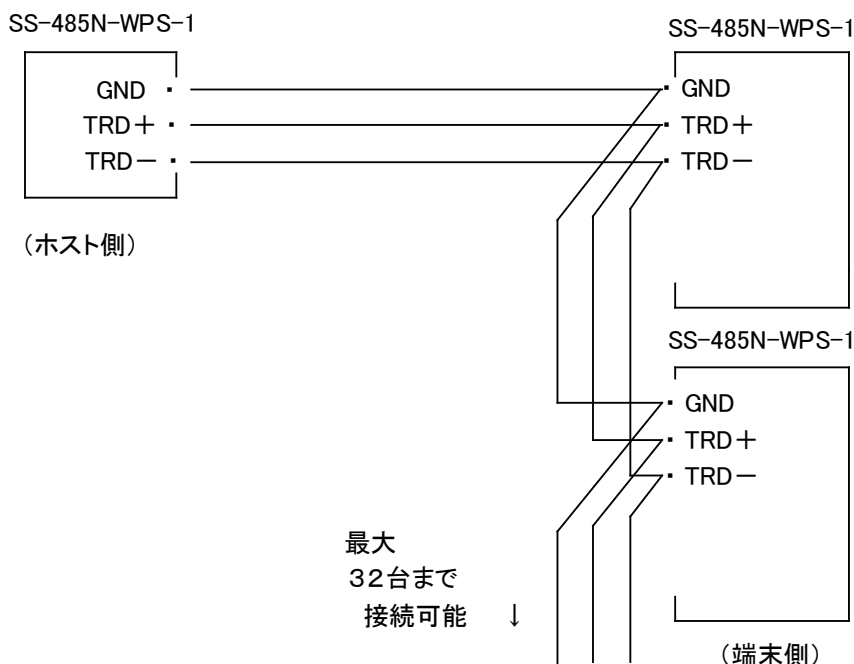 SS-485N-WPS-1
GND
TRD+
TRD-
(ホスト側)
SS-485N-WPS-1
GND
TRD+
TRD-
SS-485N-WPS-1
GND
TRD+
TRD-
最大
32台まで
接続可能 ↓
(端末側)